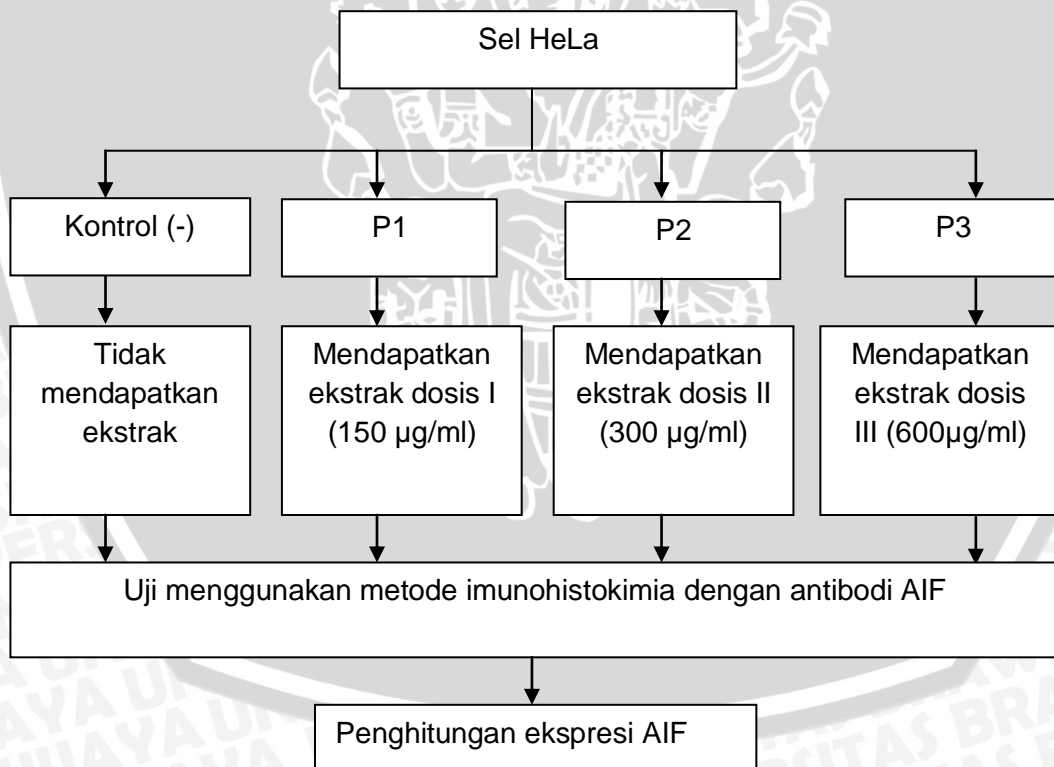 Sel HeLa
Kontrol (-)
P1
P2
P3
Tidak
mendapatkan
ekstrak
Mendapatkan
ekstrak dosis I
(150 µg/ml)
Mendapatkan
ekstrak dosis II
(300 µg/ml)
Mendapatkan
ekstrak dosis
III (600µg/ml)
Uji menggunakan metode imunohistokimia dengan antibodi AIF
Penghitungan ekspresi AIF